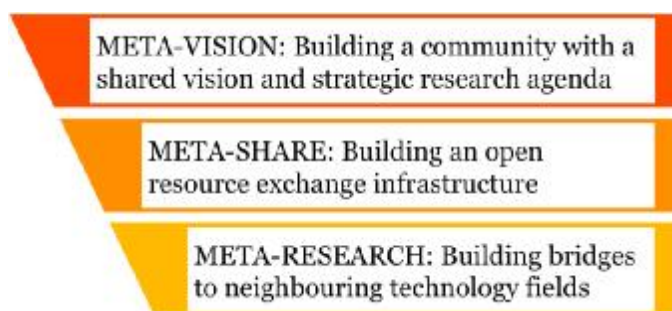 META-VISION: Building a community with a
shared vision and strategic research agenda
META-SHARE: Building an open
resource exchange infrastructure
META-RESEARCH: Building bridges
to neighbouring technology fields